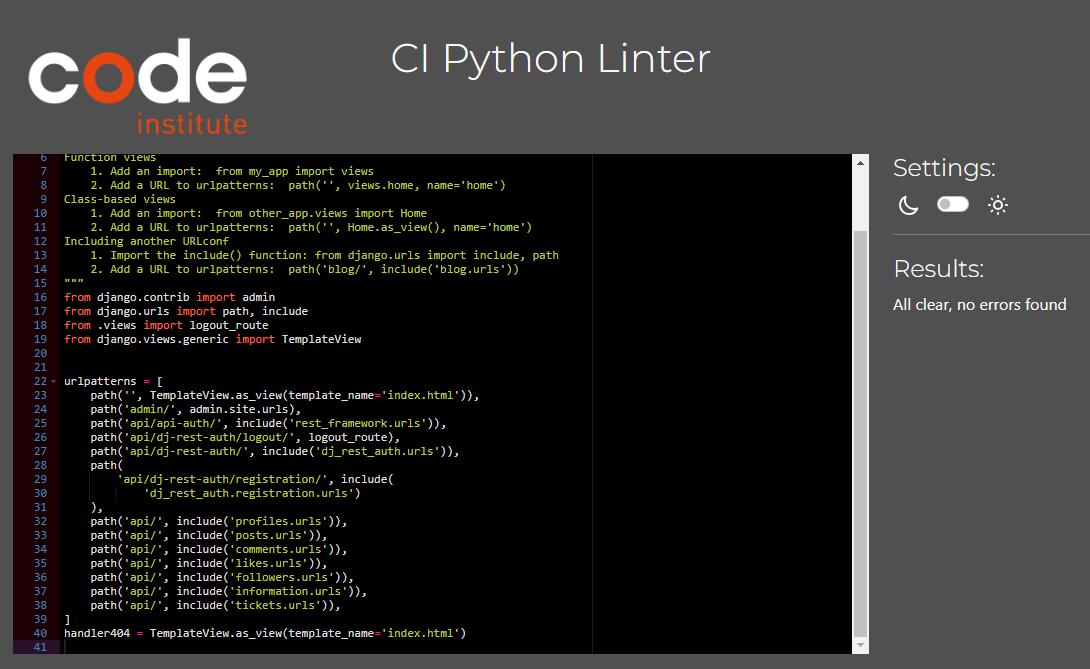 code
institute
CI Python Linter
6 Function views
7     1. Add an import:  from my_app import views
8     2. Add a URL to urlpatterns:  path('', views.home, name='home')
9 Class-based views
10     1. Add an import:  from other_app.views import Home
11     2. Add a URL to urlpatterns:  path('', Home.as_view(), name='home')
12 Including another URLconf
13     1. Import the include() function: from django.urls import include, path
14     2. Add a URL to urlpatterns:  path('blog/', include('blog.urls'))
15 """
16 from django.contrib import admin
17 from django.urls import path, include
18 from .views import logout_route
19 from django.views.generic import TemplateView
20
21
22 urlpatterns = [
23     path('', TemplateView.as_view(template_name='index.html')),
24     path('admin/', admin.site.urls),
25     path('api/api-auth/', include('rest_framework.urls')),
26     path('api/dj-rest-auth/logout/', logout_route),
27     path('api/dj-rest-auth/', include('dj_rest_auth.urls')),
28     path(
29         'api/dj-rest-auth/registration/', include(
30             'dj_rest_auth.registration.urls')
31     ),
32     path('api/', include('profiles.urls')),
33     path('api/', include('posts.urls')),
34     path('api/', include('comments.urls')),
35     path('api/', include('likes.urls')),
36     path('api/', include('followers.urls')),
37     path('api/', include('information.urls')),
38     path('api/', include('tickets.urls')),
39 ]
40 handler404 = TemplateView.as_view(template_name='index.html')
41
Settings:
Results:
All clear, no errors found